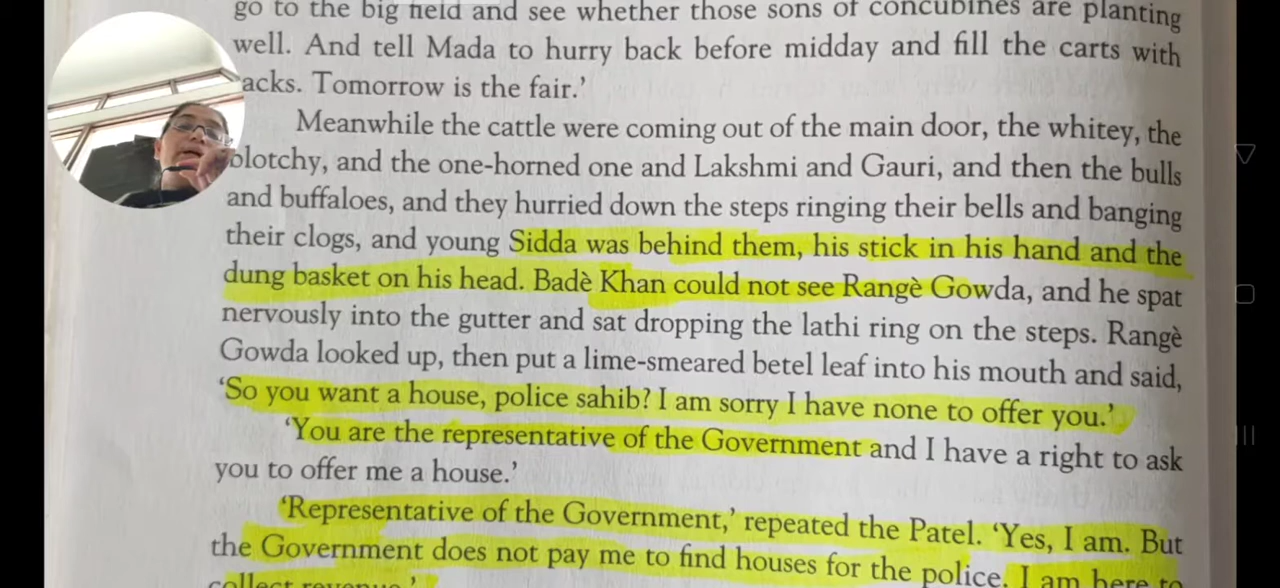 go to the big field and see whether those sons of concubines are planting
well. And tell Mada to hurry back before midday and fill the carts with
acks. Tomorrow is the fair.’
Meanwhile the cattle were coming out of the main door, the whitey, the
blotchy, and the one-horned one and Lakshmi and Gauri, and then the bulls
and buffaloes, and they hurried down the steps ringing their bells and banging
their clogs, and young Sidda was behind them, his stick in his hand and the
dung basket on his head. Badè Khan could not see Rangè Gowda, and he spat
nervously into the gutter and sat dropping the lathi ring on the steps. Rangè
Gowda looked up, then put a lime-smeared betel leaf into his mouth and said,
‘So you want a house, police sahib? I am sorry I have none to offer you.’
‘You are the representative of the Government and I have a right to ask
you to offer me a house.’
‘Representative of the Government,’ repeated the Patel. ‘Yes, I am. But
the Government does not pay me to find houses for the police. I am here to
collect revenue.’